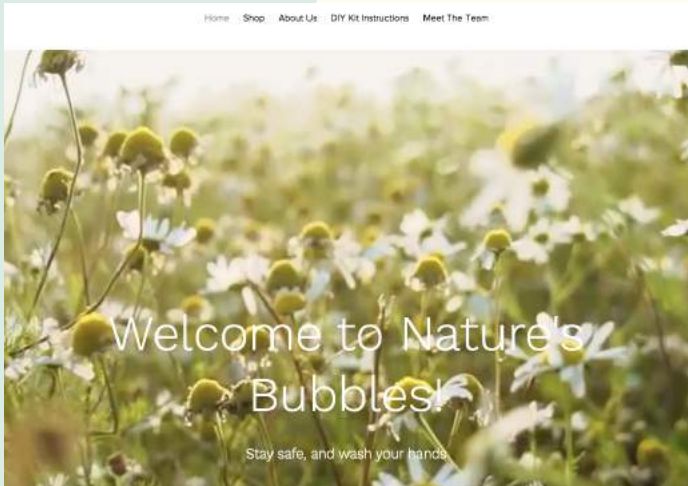 Home Shop About Us DIY Kit Instructions Meet The Team
Welcome to Nature's
Bubbles!
Stay safe, and wash your hands